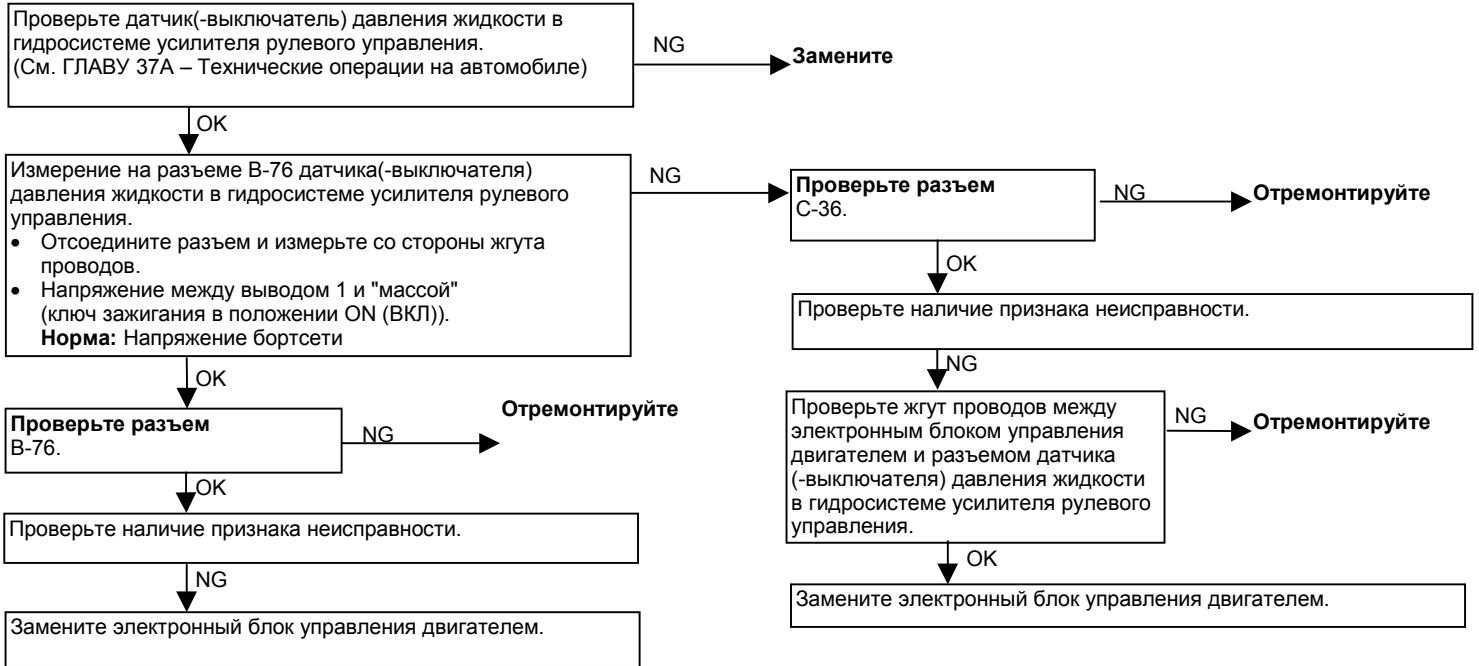 Проверьте датчик(-выключатель) давления жидкости в
гидросистеме усилителя рулевого управления.
(См. ГЛАВУ 37А – Технические операции на автомобиле)
NG
Замените
OK
Измерение на разъеме В-76 датчика(-выключателя)
давления жидкости в гидросистеме усилителя рулевого
управления.
• Отсоедините разъем и измерьте со стороны жгута
проводов.
• Напряжение между выводом 1 и "массой"
(ключ зажигания в положении ON (ВКЛ)).
Норма: Напряжение бортсети
NG
Проверьте разъем
С-36.
NG
Отремонтируйте
OK
Проверьте наличие признака неисправности.
NG
Проверьте жгут проводов между
электронным блоком управления
двигателем и разъемом датчика
(-выключателя) давления жидкости
в гидросистеме усилителя рулевого
управления.
NG
Отремонтируйте
OK
Замените электронный блок управления двигателем.
OK
Проверьте разъем
В-76.
NG
Отремонтируйте
OK
Проверьте наличие признака неисправности.
NG
Замените электронный блок управления двигателем.